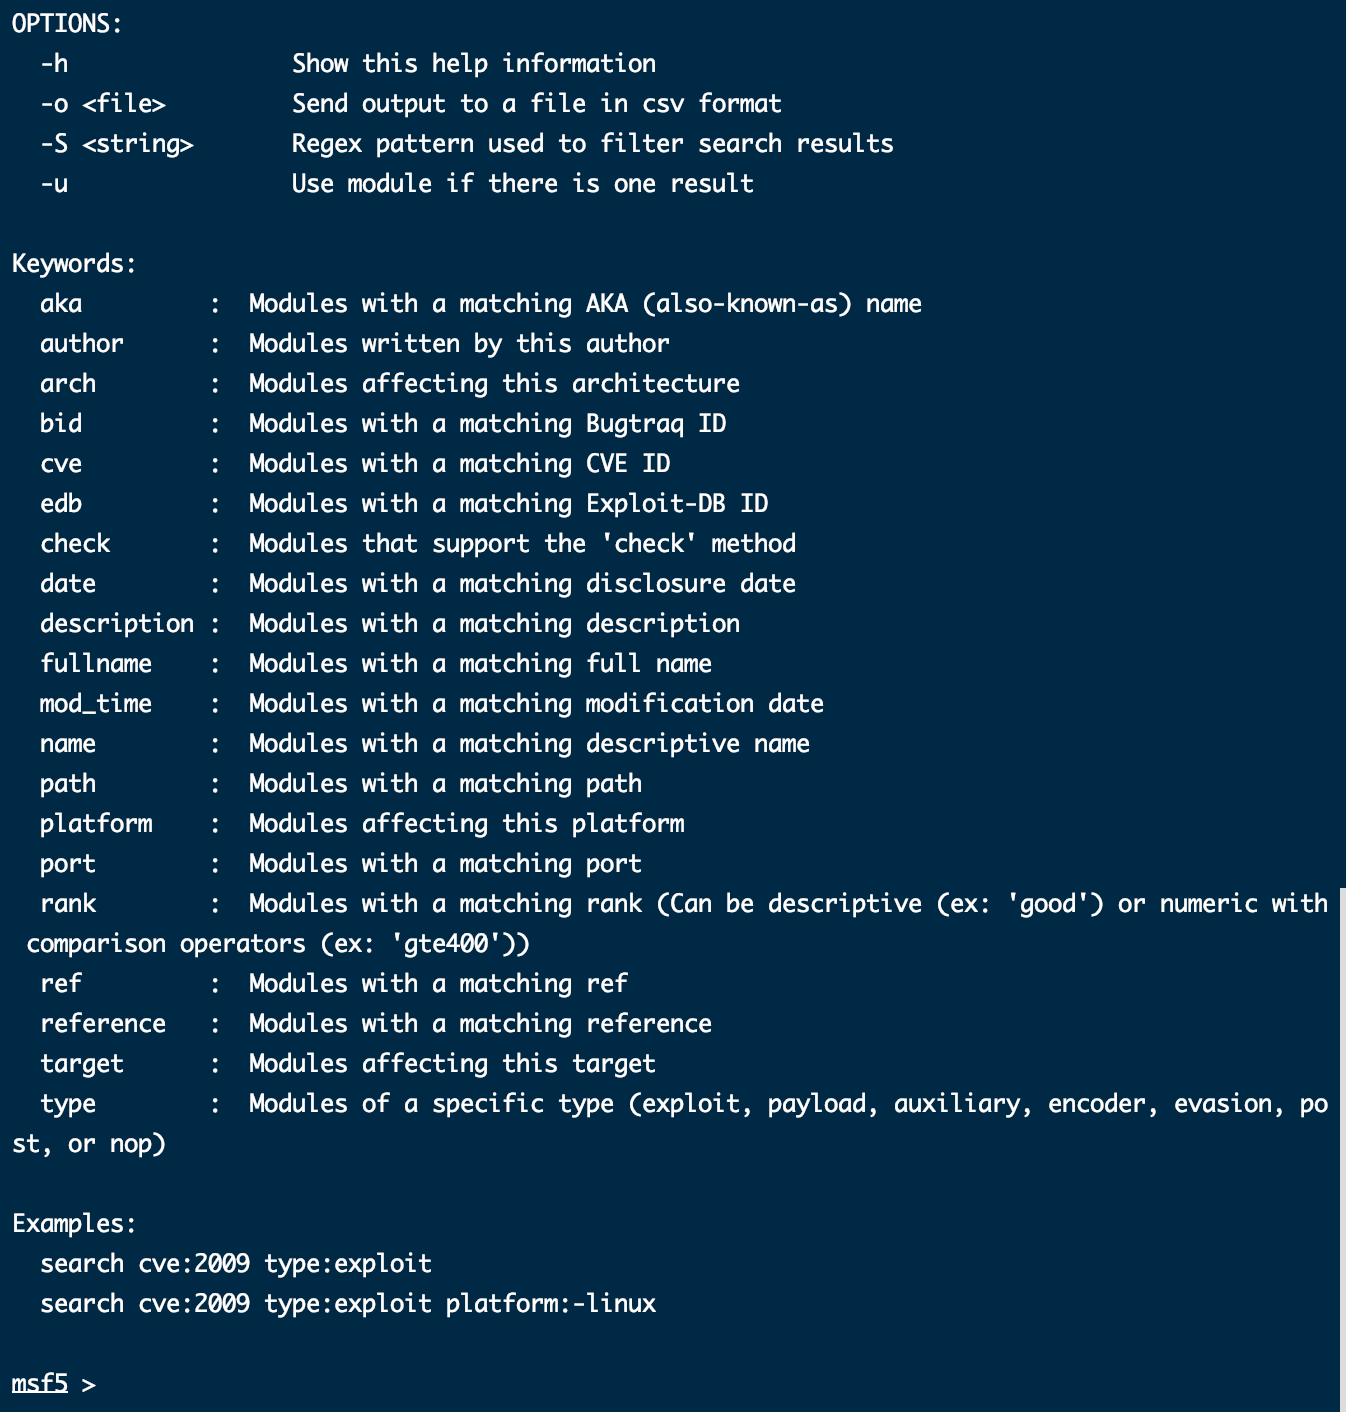 OPTIONS:
  -h                Show this help information
  -o <file>         Send output to a file in csv format
  -S <string>       Regex pattern used to filter search results
  -u                Use module if there is one result

Keywords:
  aka         :  Modules with a matching AKA (also-known-as) name
  author      :  Modules written by this author
  arch        :  Modules affecting this architecture
  bid         :  Modules with a matching Bugtraq ID
  cve         :  Modules with a matching CVE ID
  edb         :  Modules with a matching Exploit-DB ID
  check       :  Modules that support the 'check' method
  date        :  Modules with a matching disclosure date
  description :  Modules with a matching description
  fullname    :  Modules with a matching full name
  mod_time    :  Modules with a matching modification date
  name        :  Modules with a matching descriptive name
  path        :  Modules with a matching path
  platform    :  Modules affecting this platform
  port        :  Modules with a matching port
  rank        :  Modules with a matching rank (Can be descriptive (ex: 'good') or numeric with
 comparison operators (ex: 'gte400'))
  ref         :  Modules with a matching ref
  reference   :  Modules with a matching reference
  target      :  Modules affecting this target
  type        :  Modules of a specific type (exploit, payload, auxiliary, encoder, evasion, po
st, or nop)

Examples:
  search cve:2009 type:exploit
  search cve:2009 type:exploit platform:-linux

msf5 >